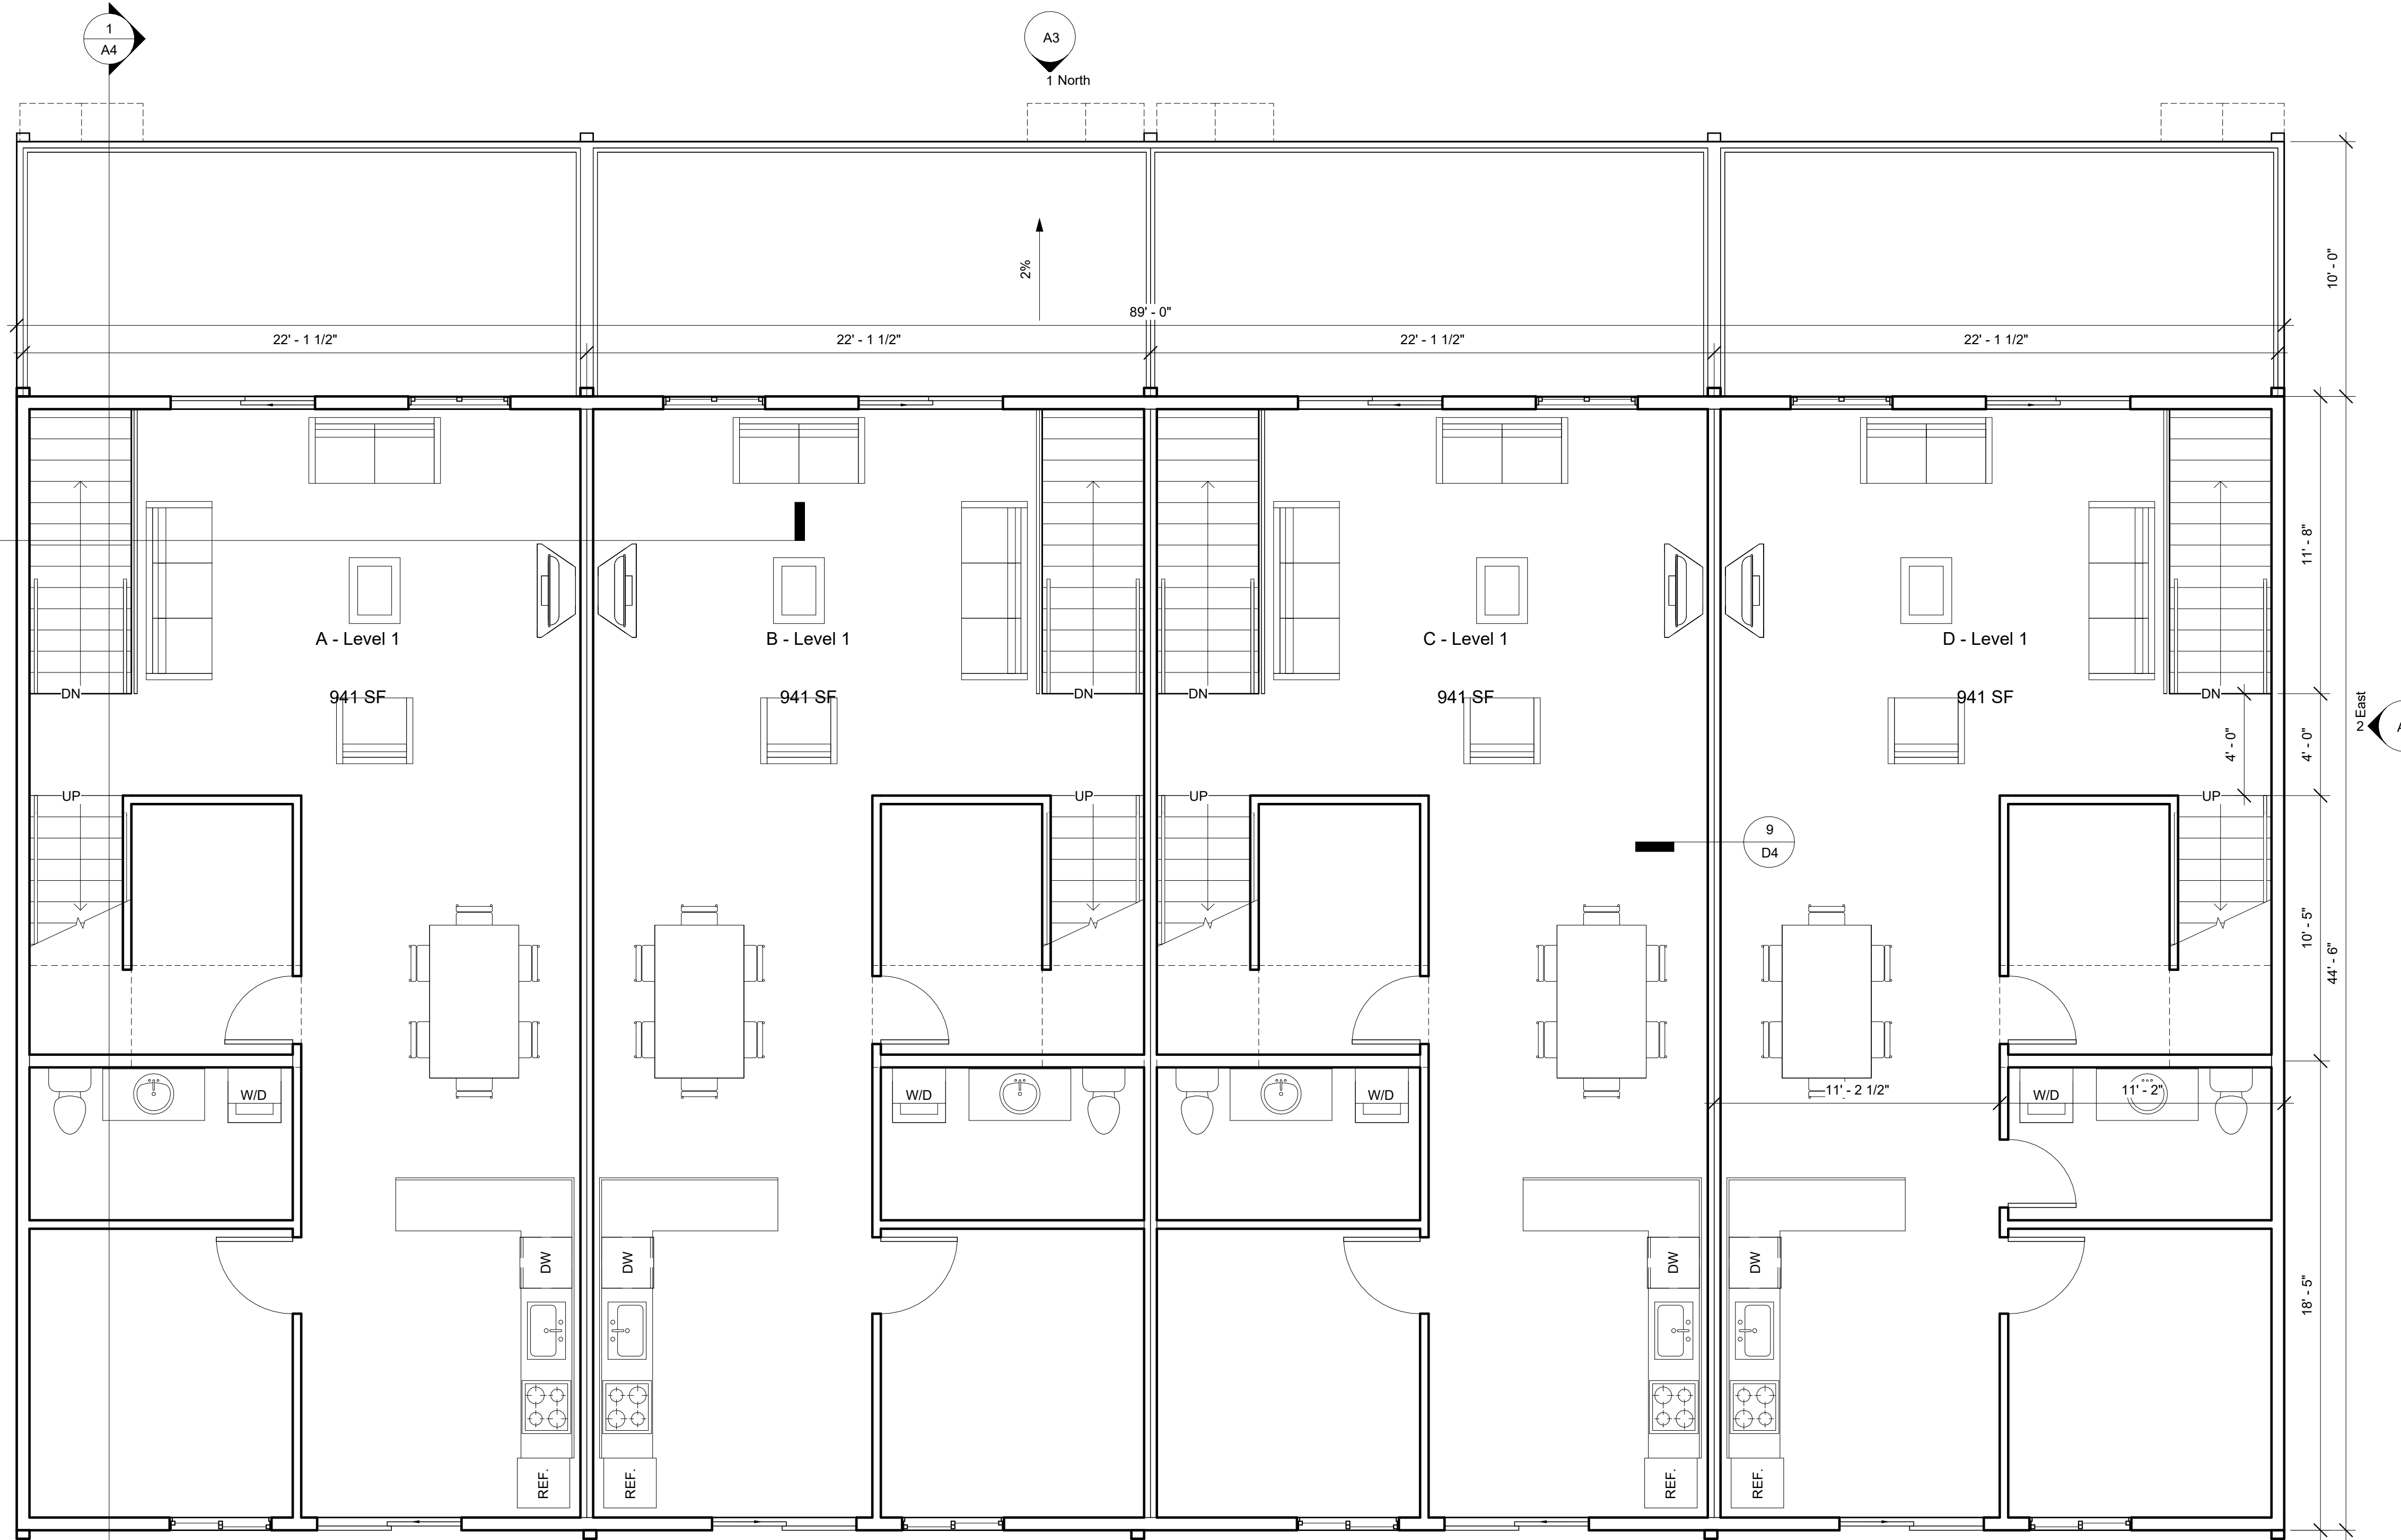 1
A4
A3
1 North
10' - 0"
2%
89' - 0"
22' - 1 1/2"
22' - 1 1/2"
22' - 1 1/2"
22' - 1 1/2"
11' - 8"
A - Level 1
B - Level 1
C - Level 1
D - Level 1
941 SF
941 SF
941 SF
941 SF
DN
DN
DN
DN
2 East
A
4' - 0"
4' - 0"
UP
UP
UP
UP
9
D4
10' - 5"
44' - 6"
W/D
W/D
W/D
11' - 2 1/2"
W/D
11' - 2"
DW
DW
DW
DW
18' - 5"
REF.
REF.
REF.
REF.